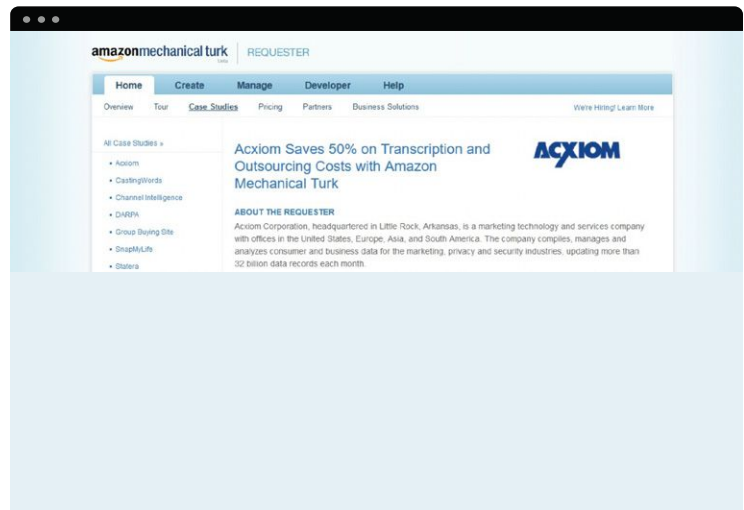 amazonmechanical turk
beta
REQUESTER
Home Create Manage Developer Help
Overview Tour Case Studies Pricing Partners Business Solutions We're Hiring! Learn More
All Case Studies »
• Acxiom
• CastingWords
• Channel Intelligence
• DARPA
• Group Buying Site
• SnapMyLife
• Statera
Acxiom Saves 50% on Transcription and
Outsourcing Costs with Amazon
Mechanical Turk
ACXIOM
ABOUT THE REQUESTER
Acxiom Corporation, headquartered in Little Rock, Arkansas, is a marketing technology and services company
with offices in the United States, Europe, Asia, and South America. The company compiles, manages and
analyzes consumer and business data for the marketing, privacy and security industries, updating more than
32 billion data records each month.